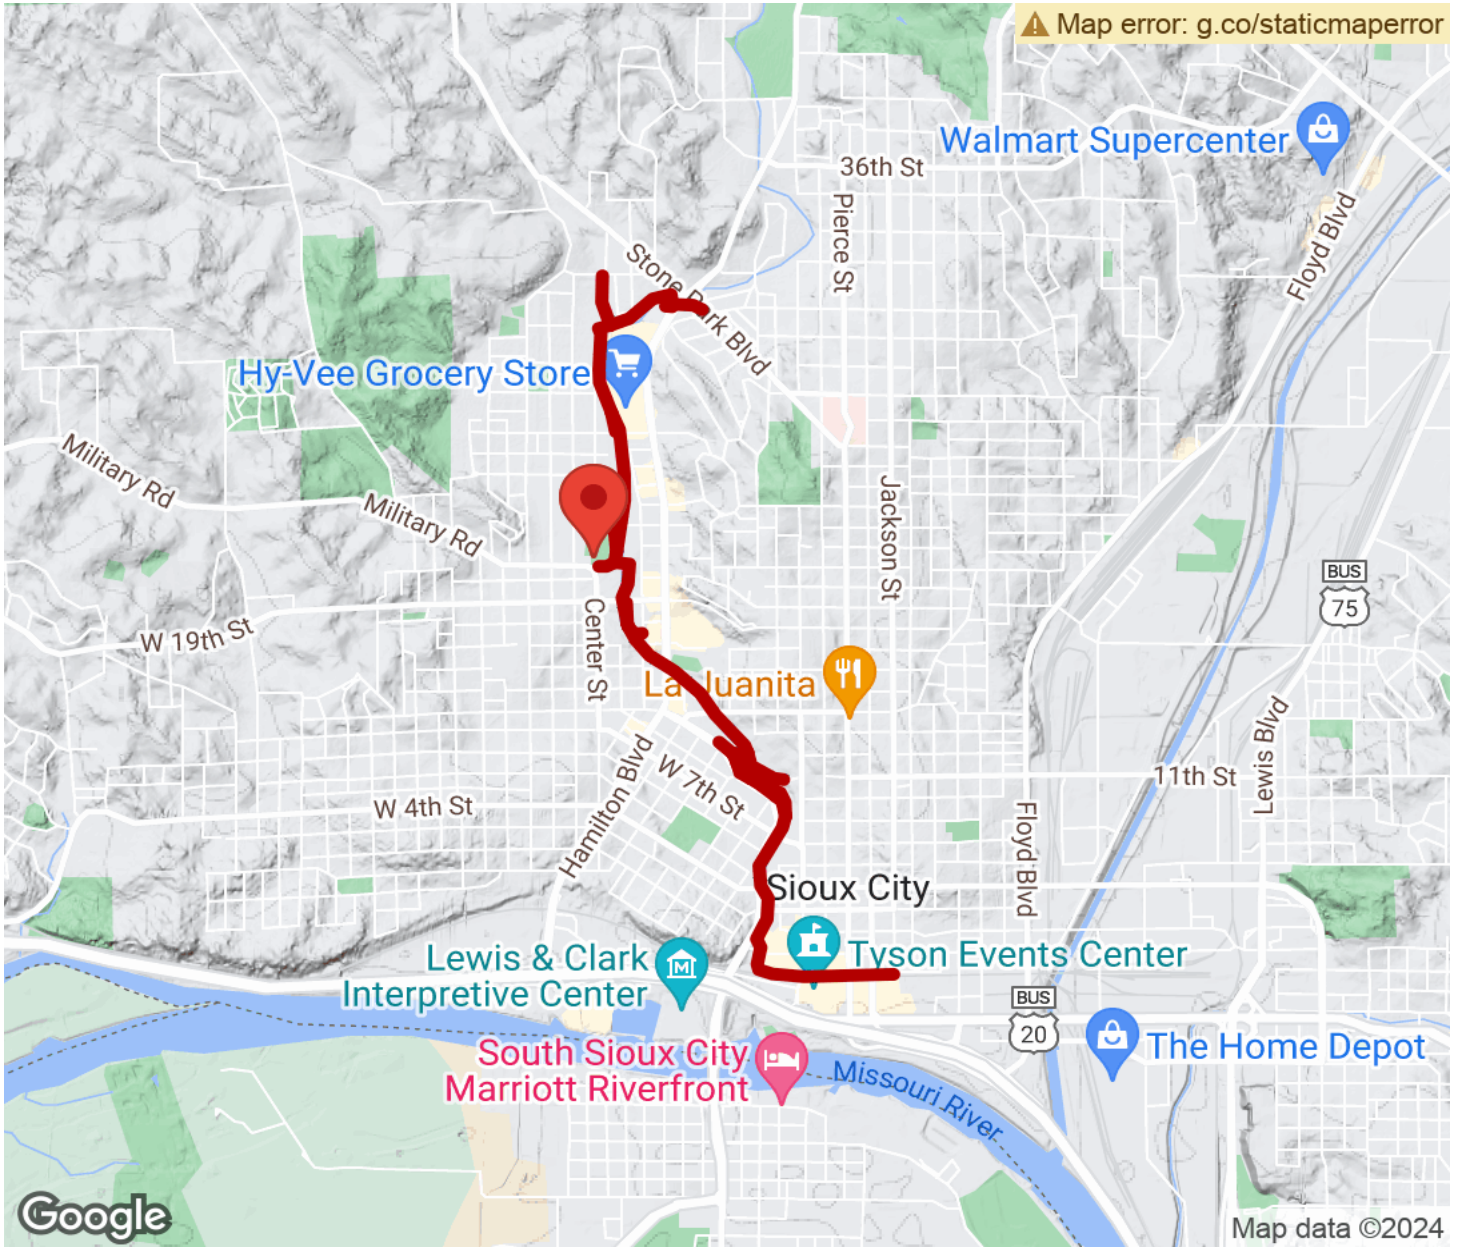 Map error: g.co/staticmaperror
Walmart Supercenter
36th St
Pierce St
Floyd Blvd
Stone Park Blvd
Hy-Vee Grocery Store
Military Rd
Military Rd
Jackson St
BUS
75
W 19th St
Center St
La Juanita
Lewis Blvd
W 7th St
11th St
W 4th St
Hamilton Blvd
Floyd Blvd
Sioux City
Tyson Events Center
Lewis & Clark
Interpretive Center
BUS
20
South Sioux City
Marriott Riverfront
The Home Depot
Missouri River
Google
Map data ©2024